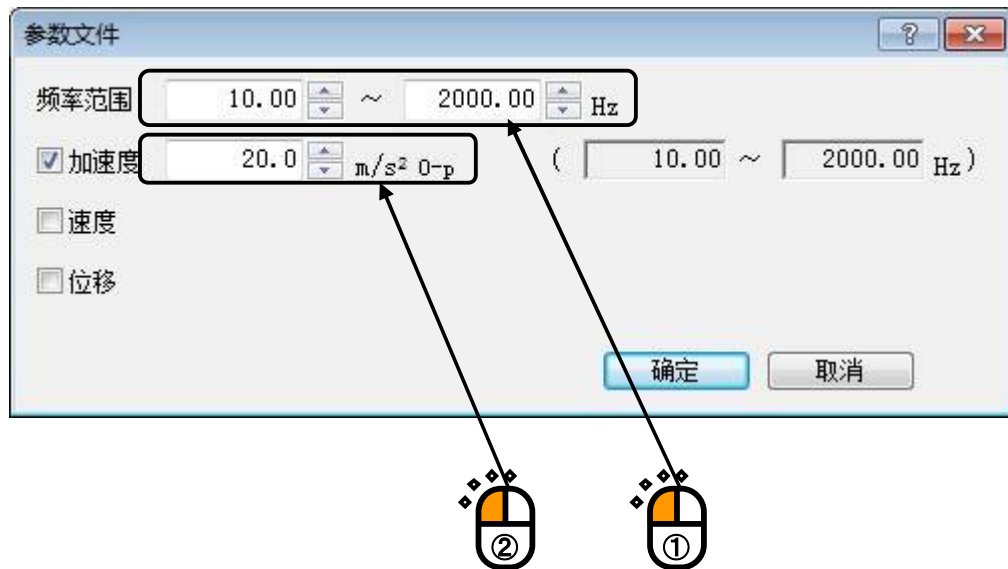 参数文件
频率范围 10.00 ~ 2000.00 Hz
加速度 20.0 m/s² 0-p ( 10.00 ~ 2000.00 Hz )
速度
位移
确定 取消
② ①